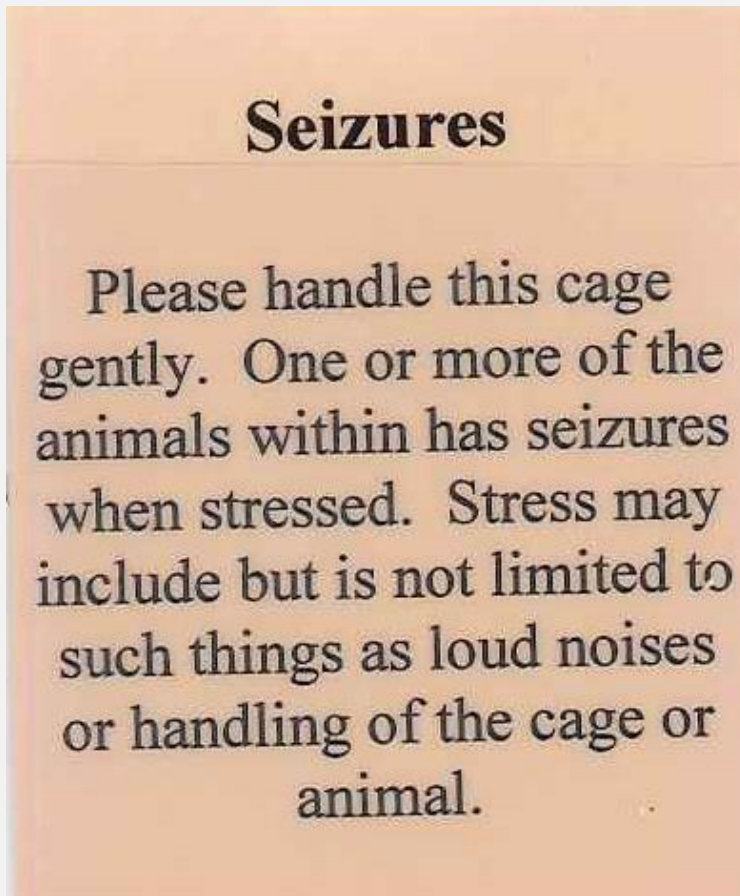 Seizures
Please handle this cage
gently. One or more of the
animals within has seizures
when stressed. Stress may
include but is not limited to
such things as loud noises
or handling of the cage or
animal.